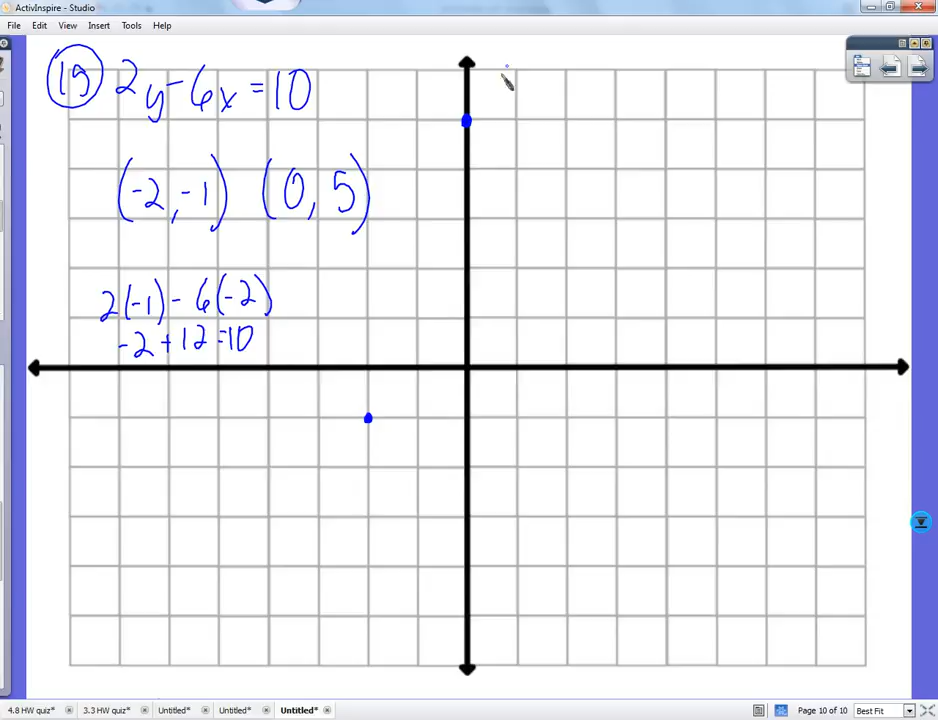 ActivInspire - Studio
File Edit View Insert Tools Help
19 2y-6x=10
(-2,-1) (0,5)
2(-1)-6(-2)
-2+12=10
4.8 HW quiz* 3.3 HW quiz* Untitled* Untitled* Untitled* Page 10 of 10 Best Fit